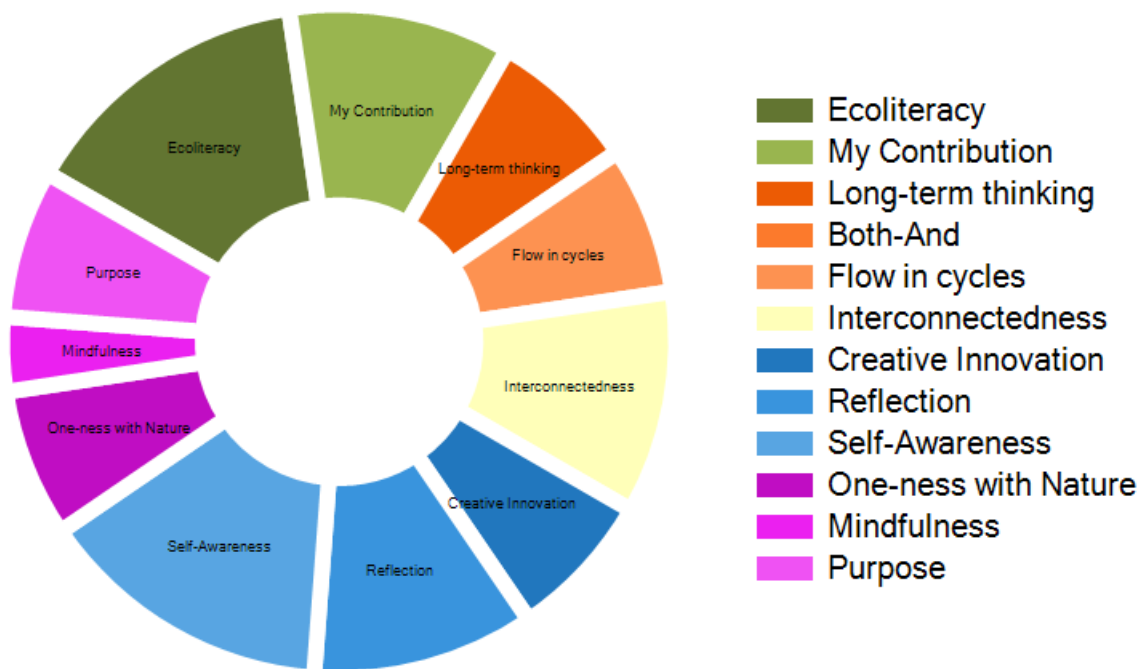 My Contribution
Ecoliteracy
Long-term thinking
Flow in cycles
Purpose
Mindfulness
Interconnectedness
One-ness with Nature
Creative Innovation
Self-Awareness
Reflection
Ecoliteracy
My Contribution
Long-term thinking
Both-And
Flow in cycles
Interconnectedness
Creative Innovation
Reflection
Self-Awareness
One-ness with Nature
Mindfulness
Purpose